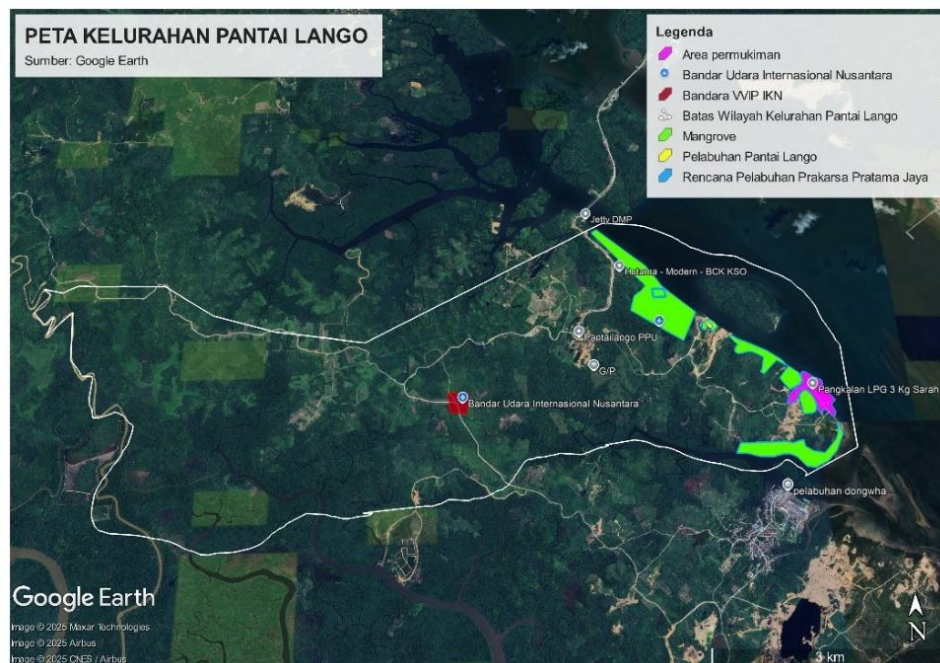 PETA KELURAHAN PANTAI LANGO
Sumber: Google Earth
Legenda
Area permukiman
Bandar Udara Internasional Nusantara
Bandara VVIP IKN
Batas Wilayah Kelurahan Pantai Lango
Mangrove
Pelabuhan Pantai Lango
Rencana Pelabuhan Prakarsa Pratama Jaya
Jetty DMP
Hutama - Modern - BCK KSO
Pantailango PPU
G/P
Pangkalan LPG 3 Kg Sarah
Bandar Udara Internasional Nusantara
pelabuhan dongwha
Google Earth
Image © 2025 Maxar Technologies
Image © 2025 Airbus
Image © 2025 CNES / Airbus
N
3 km